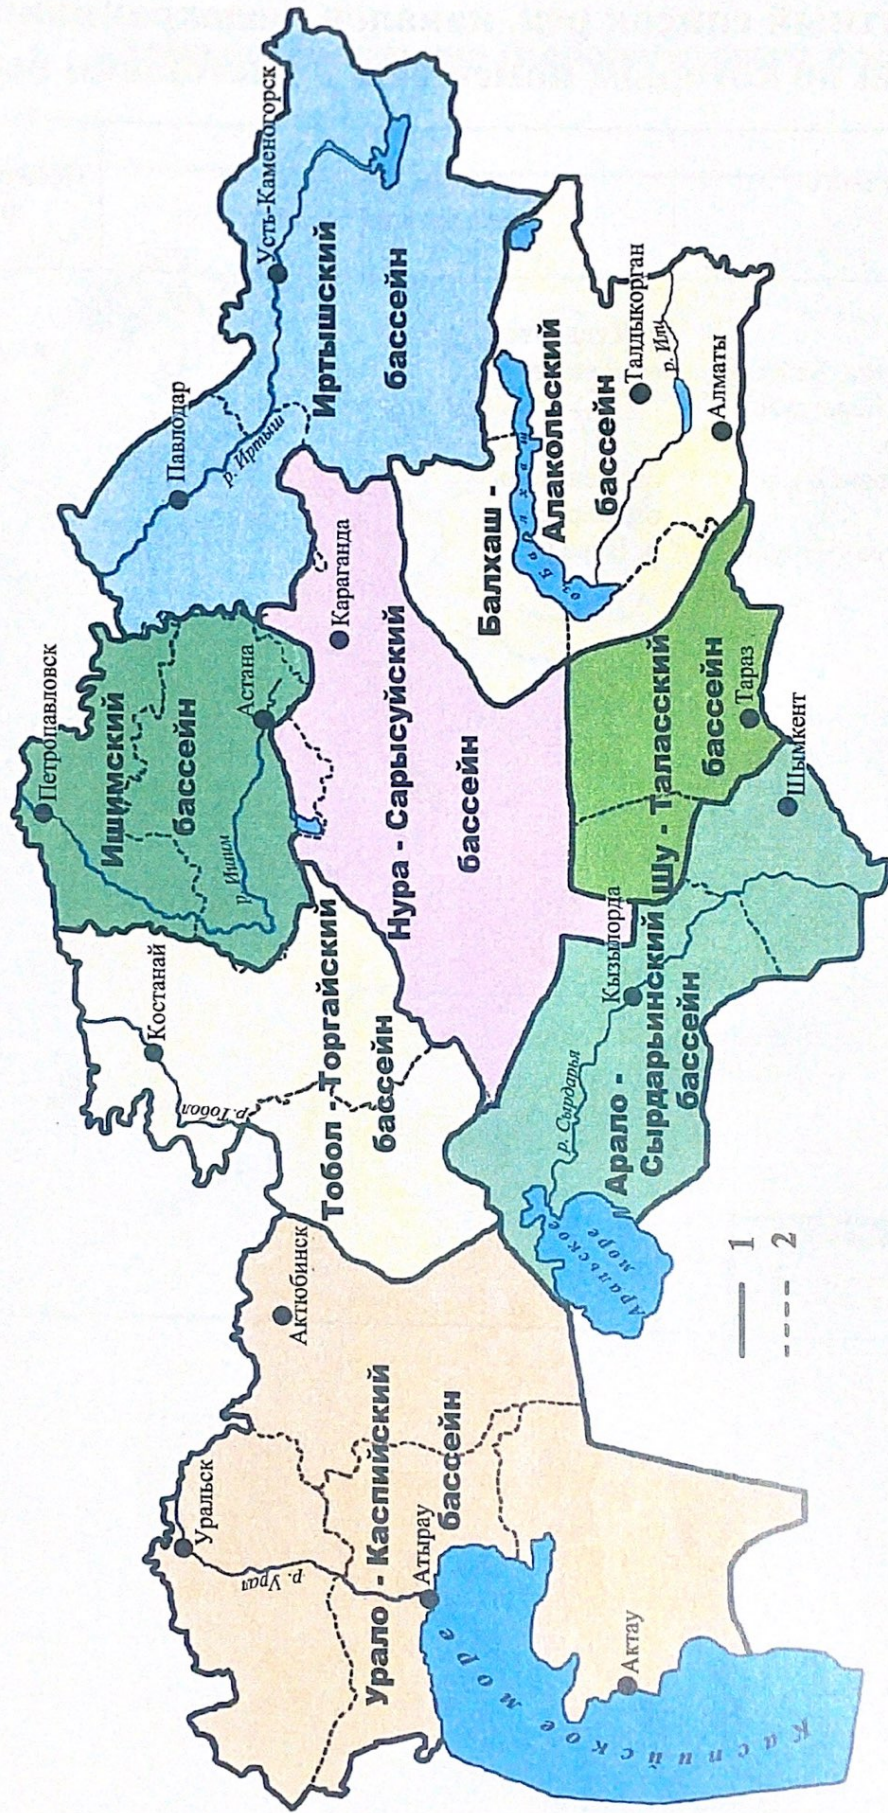 Петропавловск
Ишимский
бассейн
р. Ишим
Астана
Павлодар
р. Иртыш
Усть-Каменогорск
Иртышский
бассейн
Костанай
р. Тобол
Тобол - Торгайский
бассейн
Уральск
р. Урал
Актюбинск
Урало - Каспийский
бассейн
Атырау
Актау
Каспийское море
Караганда
Нура - Сарысуйский
бассейн
Балхаш -
Алакольский
бассейн
оз. Балхаш
Талдыкорган
р. Или
Алматы
Аральское
море
р. Сырдарья
Кызылорда
Арало -
Сырдарьинский
бассейн
Шу - Таласский
бассейн
Тараз
Шымкент
1
2